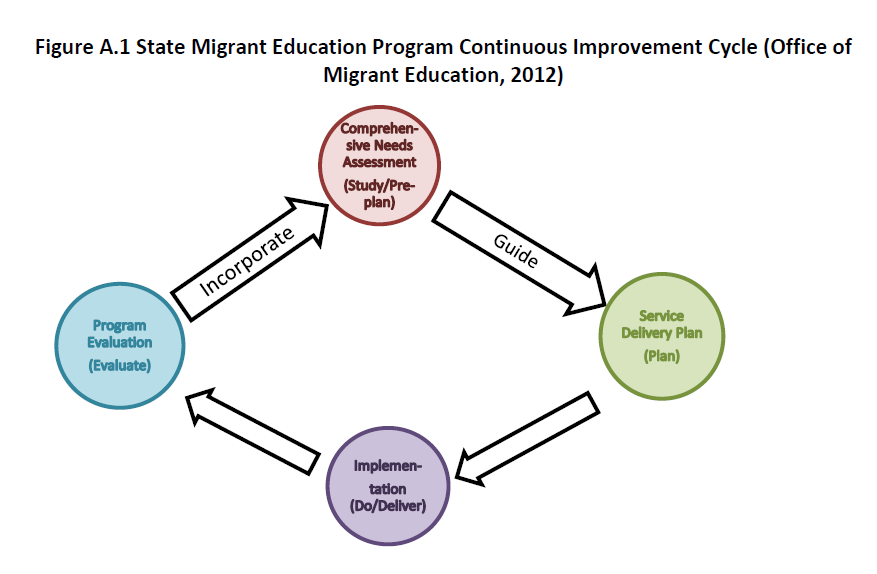 Figure A.1 State Migrant Education Program Continuous Improvement Cycle (Office of
Migrant Education, 2012)
Comprehen-
sive Needs
Assessment
(Study/Pre-
plan)
Incorporate
Guide
Program
Evaluation
(Evaluate)
Service
Delivery Plan
(Plan)
Implemen-
tation
(Do/Deliver)